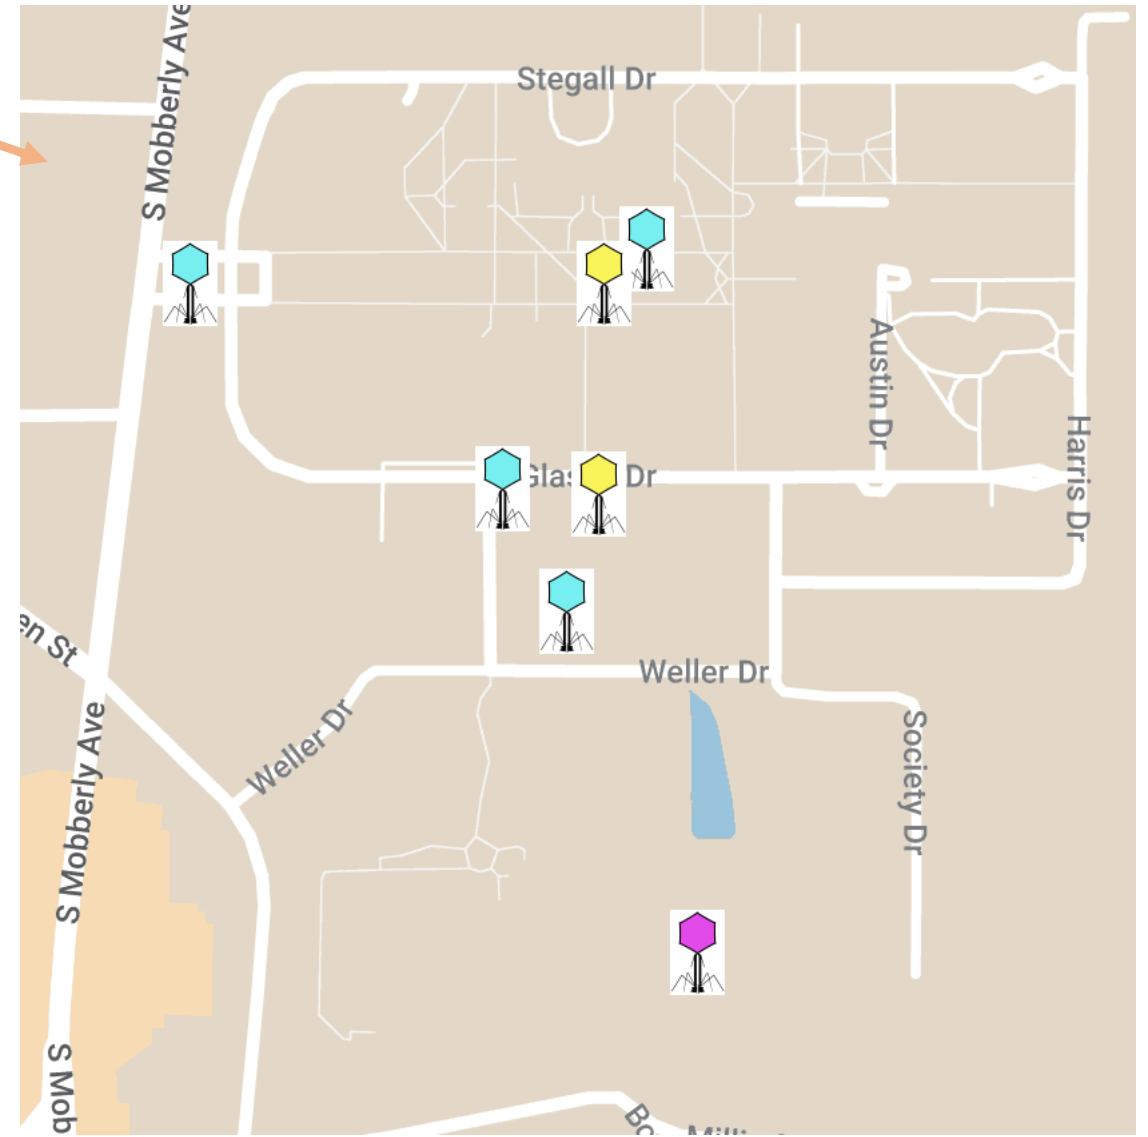 S Mobberly Ave
Stegall Dr
Austin Dr
Harris Dr
Dr
Weller Dr
Weller Dr
S Mobberly Ave
Society Dr